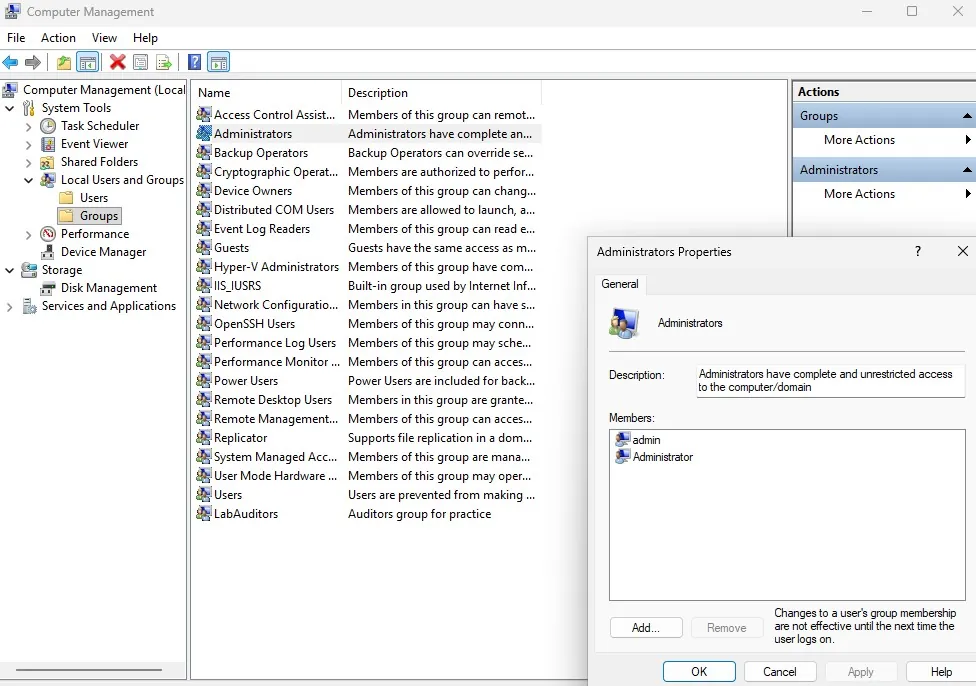 Computer Management
File Action View Help
Computer Management (Local
System Tools
Task Scheduler
Event Viewer
Shared Folders
Local Users and Groups
Users
Groups
Performance
Device Manager
Storage
Disk Management
Services and Applications
Name Description
Access Control Assist... Members of this group can remot...
Administrators Administrators have complete an...
Backup Operators Backup Operators can override se...
Cryptographic Operat... Members are authorized to perfor...
Device Owners Members of this group can chang...
Distributed COM Users Members are allowed to launch, a...
Event Log Readers Members of this group can read e...
Guests Guests have the same access as m...
Hyper-V Administrators Members of this group have com...
IIS_IUSRS Built-in group used by Internet Inf...
Network Configuratio... Members in this group can have s...
OpenSSH Users Members of this group may conn...
Performance Log Users Members of this group may sche...
Performance Monitor ... Members of this group can acces...
Power Users Power Users are included for back...
Remote Desktop Users Members in this group are grante...
Remote Management... Members of this group can acces...
Replicator Supports file replication in a dom...
System Managed Acc... Members of this group are mana...
User Mode Hardware ... Members of this group may oper...
Users Users are prevented from making ...
LabAuditors Auditors group for practice
Actions
Groups
More Actions
Administrators
More Actions
Administrators Properties ?
General
Administrators
Description: Administrators have complete and unrestricted access
to the computer/domain
Members:
admin
Administrator
Add... Remove
Changes to a user's group membership
are not effective until the next time the
user logs on.
OK Cancel Apply Help